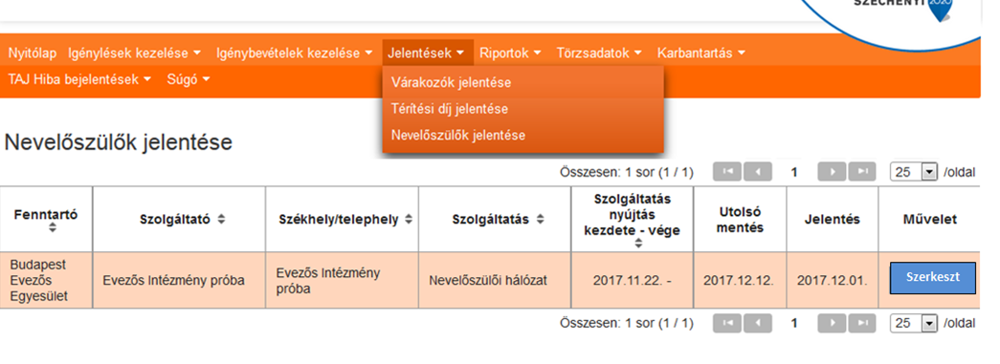 SZÉCHENYI 2020
Nyitólap Igénylések kezelése Igénybevételek kezelése Jelentések Riportok Törzsadatok Karbantartás
TAJ Hiba bejelentések Súgó
Várakozók jelentése
Térítési díj jelentése
Nevelőszülők jelentése
Nevelőszülők jelentése
Összesen: 1 sor (1 / 1) 1 25 /oldal
Fenntartó Szolgáltató Székhely/telephely Szolgáltatás Szolgáltatás nyújtás kezdete - vége Utolsó mentés Jelentés Művelet
Budapest Evezős Egyesület Evezős Intézmény próba Evezős Intézmény próba Nevelőszülői hálózat 2017.11.22. - 2017.12.12. 2017.12.01. Szerkeszt
Összesen: 1 sor (1 / 1) 1 25 /oldal